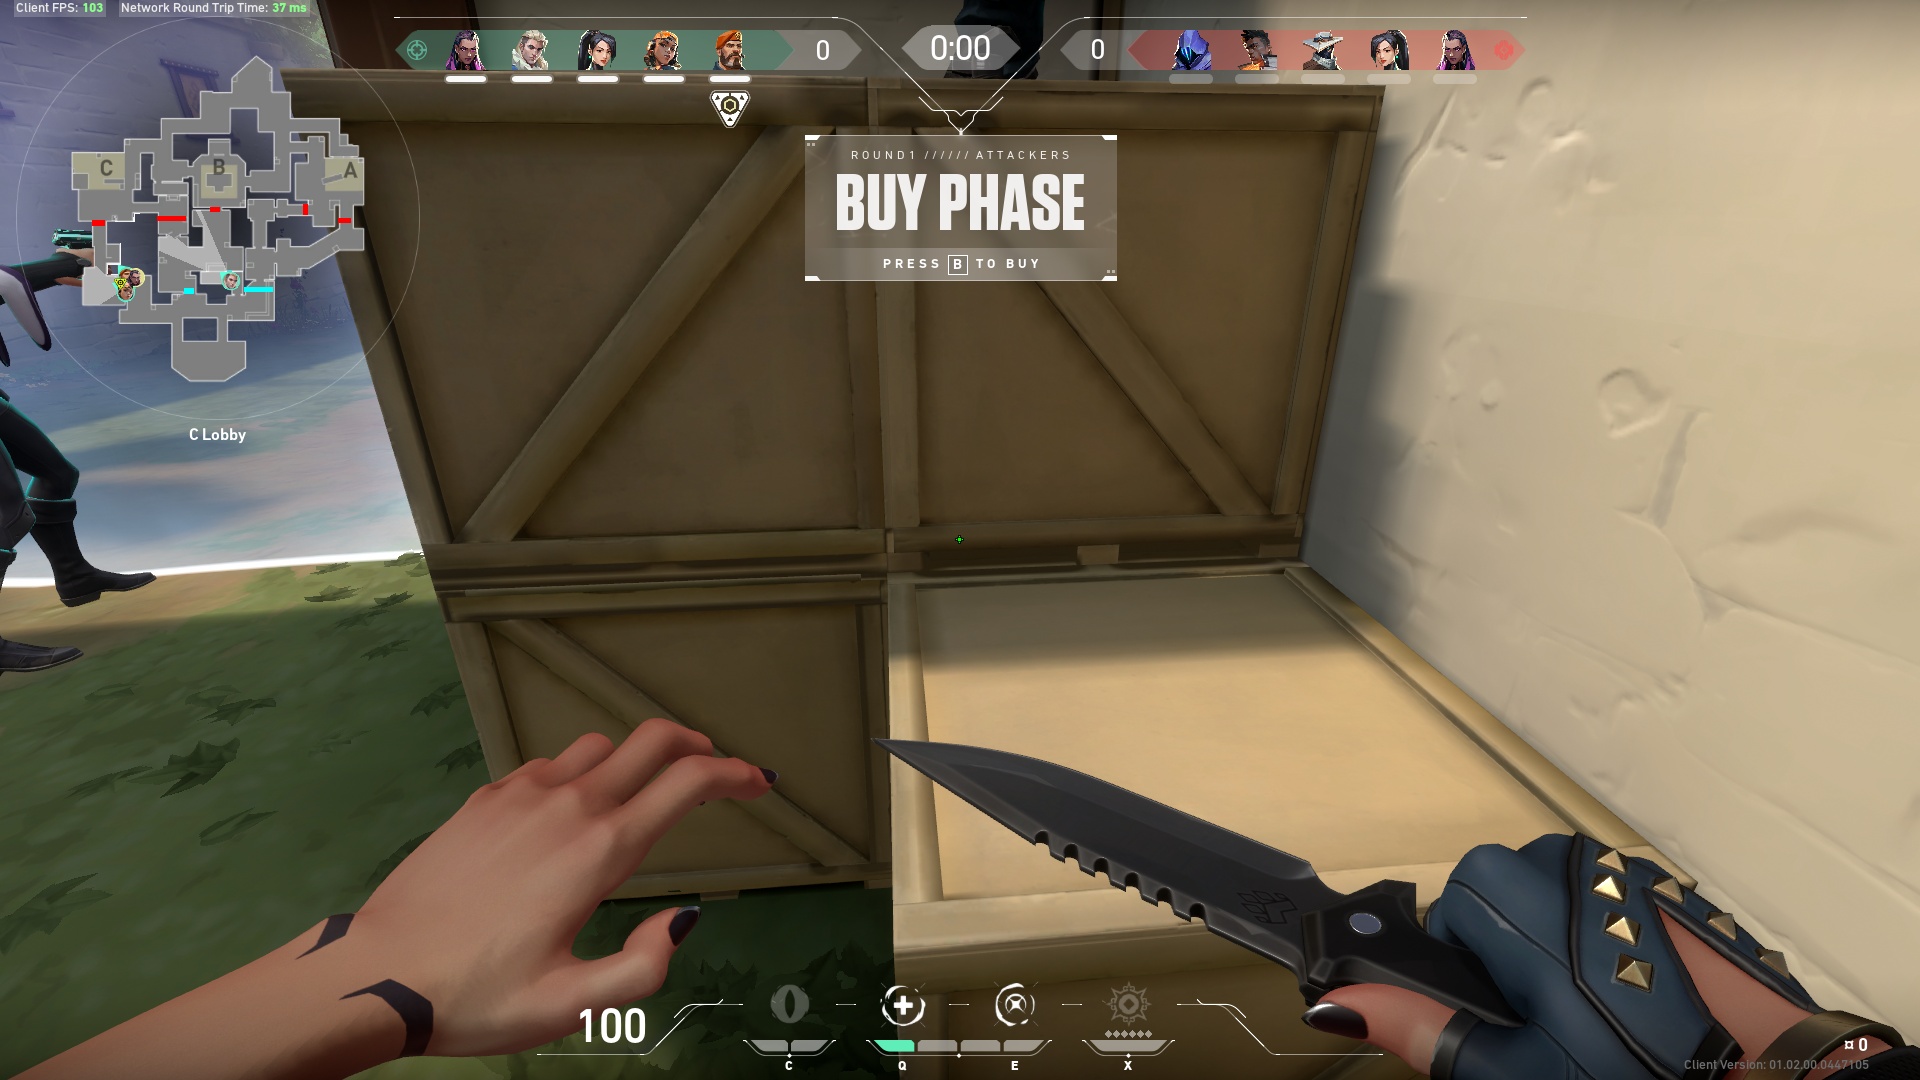 Client FPS: 103 Network Round Trip Time: 37 ms
0 0:00 0
C B A
ROUND 1 ////// ATTACKERS
BUY PHASE
PRESS B TO BUY
C Lobby
100
¤ 0
C Q E X
Client Version: 01.02.00.0447105